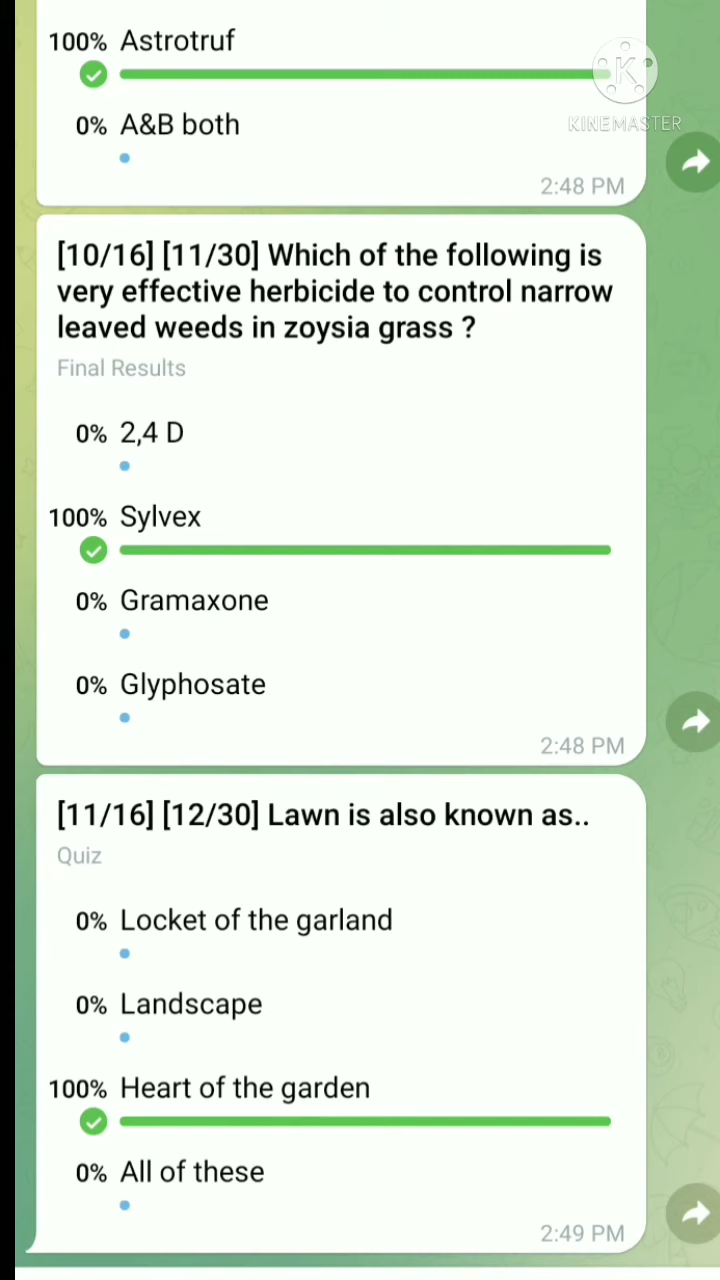 100% Astrotruf
K
KINEMASTER
0% A&B both
2:48 PM
[10/16] [11/30] Which of the following is
very effective herbicide to control narrow
leaved weeds in zoysia grass ?
Final Results
0% 2,4 D
100% Sylvex
0% Gramaxone
0% Glyphosate
2:48 PM
[11/16] [12/30] Lawn is also known as..
Quiz
0% Locket of the garland
0% Landscape
100% Heart of the garden
0% All of these
2:49 PM